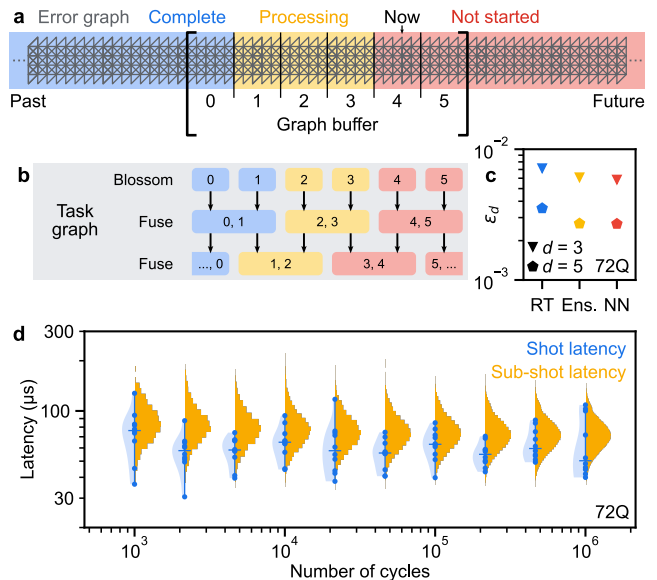 a Error graph Complete Processing Now Not started
... ...
Past 0 1 2 3 4 5 Future
Graph buffer
b
Task graph
Blossom 0 1 2 3 4 5
Fuse 0, 1 2, 3 4, 5
Fuse ..., 0 1, 2 3, 4 5, ...
c
10⁻²
εd
10⁻³
d = 3
d = 5 72Q
RT Ens. NN
d
Latency (µs)
300
100
30
Shot latency
Sub-shot latency
72Q
10³ 10⁴ 10⁵ 10⁶
Number of cycles